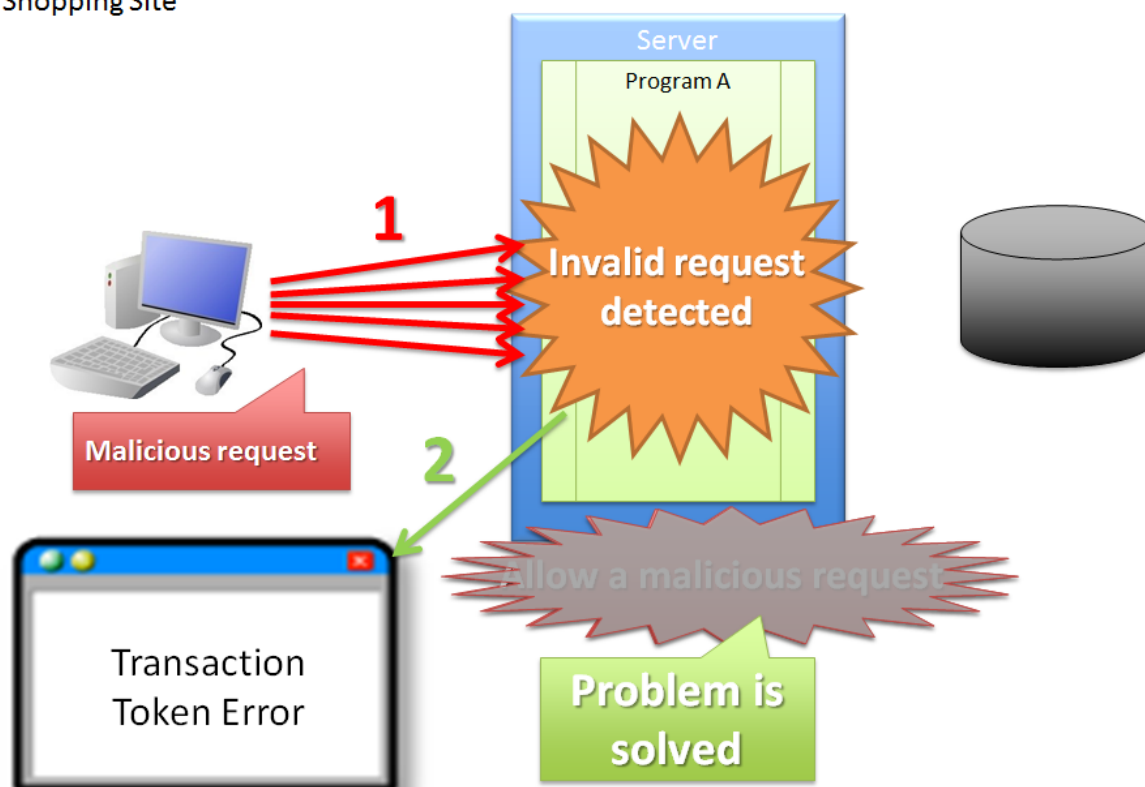 Shopping Site
Server
Program A
1
Invalid request
detected
Malicious request
2
Allow a malicious request
Transaction
Token Error
Problem is
solved